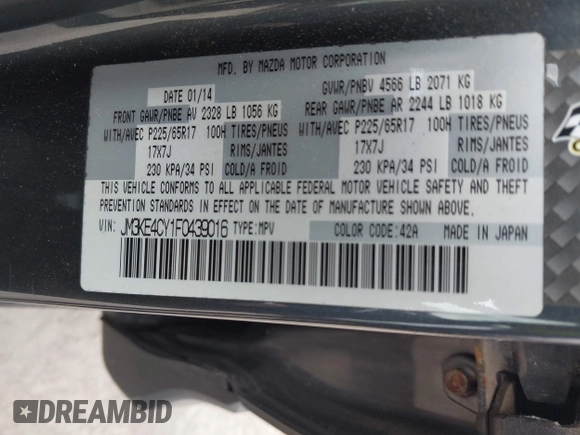 MFD. BY MAZDA MOTOR CORPORATION
DATE 01/14 GVWR/PNBV 4566 LB 2071 KG
FRONT GAWR/PNBE AV 2328 LB 1056 KG REAR GAWR/PNBE AR 2244 LB 1018 KG
WITH/AVEC P225/65R17 100H TIRES/PNEUS WITH/AVEC P225/65R17 100H TIRES/PNEUS
17X7J RIMS/JANTES 17X7J RIMS/JANTES
230 KPA/34 PSI COLD/A FROID 230 KPA/34 PSI COLD/A FROID
THIS VEHICLE CONFORMS TO ALL APPLICABLE FEDERAL MOTOR VEHICLE SAFETY AND THEFT
PREVENTION STANDARDS IN EFFECT ON THE DATE OF MANUFACTURE SHOWN ABOVE.
VIN: JM3KE4CY1F0439016 TYPE:MPV COLOR CODE:42A MADE IN JAPAN
DREAMBID